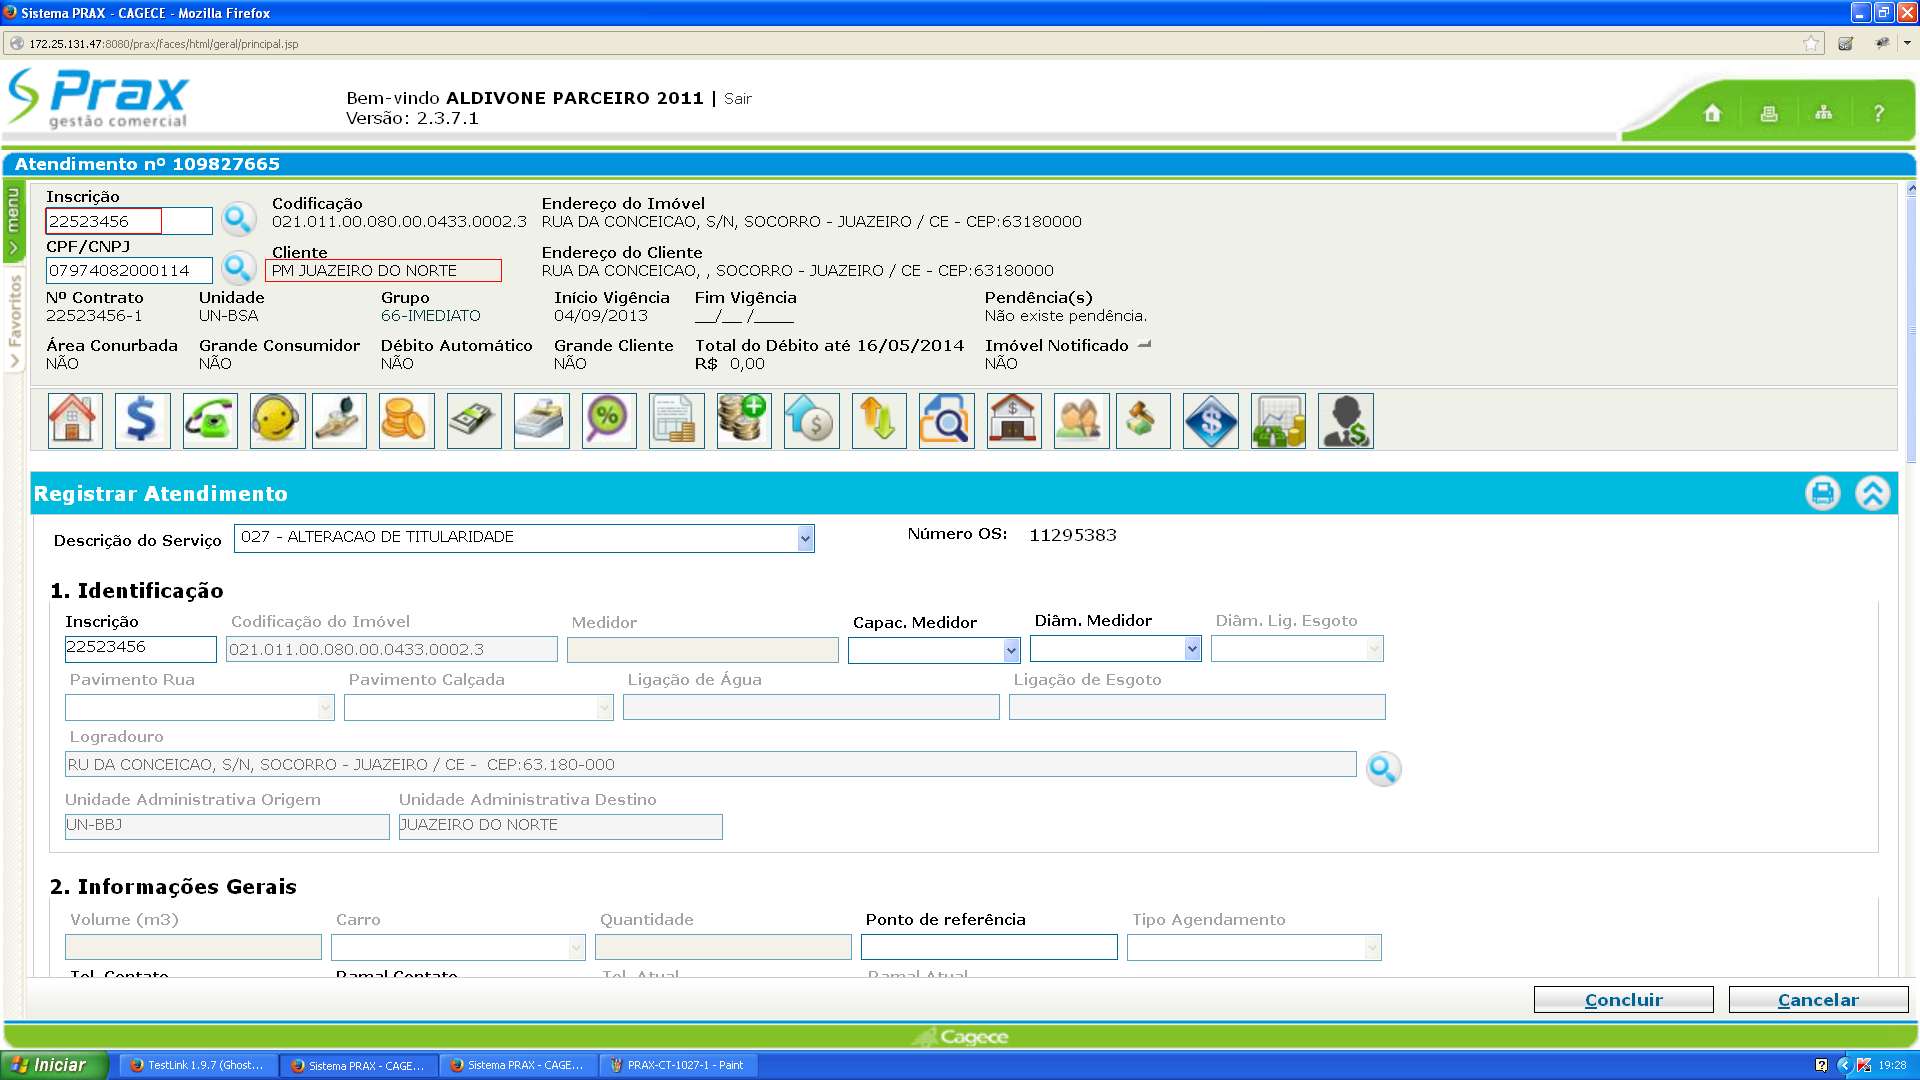 Sistema PRAX - CAGECE - Mozilla Firefox
172.25.131.47:8080/prax/faces/html/geral/principal.jsp
Prax
gestão comercial
Bem-vindo ALDIVONE PARCEIRO 2011 | Sair
Versão: 2.3.7.1
?
Atendimento nº 109827665
menu
Favoritos
Inscrição
22523456
Codificação
021.011.00.080.00.0433.0002.3
Endereço do Imóvel
RUA DA CONCEICAO, S/N, SOCORRO - JUAZEIRO / CE - CEP:63180000
CPF/CNPJ
07974082000114
Cliente
PM JUAZEIRO DO NORTE
Endereço do Cliente
RUA DA CONCEICAO, , SOCORRO - JUAZEIRO / CE - CEP:63180000
Nº Contrato Unidade Grupo Início Vigência Fim Vigência Pendência(s)
22523456-1 UN-BSA 66-IMEDIATO 04/09/2013 __/__ /____ Não existe pendência.
Área Conurbada Grande Consumidor Débito Automático Grande Cliente Total do Débito até 16/05/2014 Imóvel Notificado
NÃO NÃO NÃO NÃO R$ 0,00 NÃO
Registrar Atendimento
Descrição do Serviço 027 - ALTERACAO DE TITULARIDADE Número OS: 11295383
1. Identificação
Inscrição Codificação do Imóvel Medidor Capac. Medidor Diâm. Medidor Diâm. Lig. Esgoto
22523456 021.011.00.080.00.0433.0002.3
Pavimento Rua Pavimento Calçada Ligação de Água Ligação de Esgoto
Logradouro
RU DA CONCEICAO, S/N, SOCORRO - JUAZEIRO / CE - CEP:63.180-000
Unidade Administrativa Origem Unidade Administrativa Destino
UN-BBJ JUAZEIRO DO NORTE
2. Informações Gerais
Volume (m3) Carro Quantidade Ponto de referência Tipo Agendamento
Tel. Contato Ramal Contato Tel. Atual Ramal Atual
Concluir Cancelar
Cagece
Iniciar TestLink 1.9.7 (Ghost... Sistema PRAX - CAGE... Sistema PRAX - CAGE... PRAX-CT-1027-1 - Paint 19:28